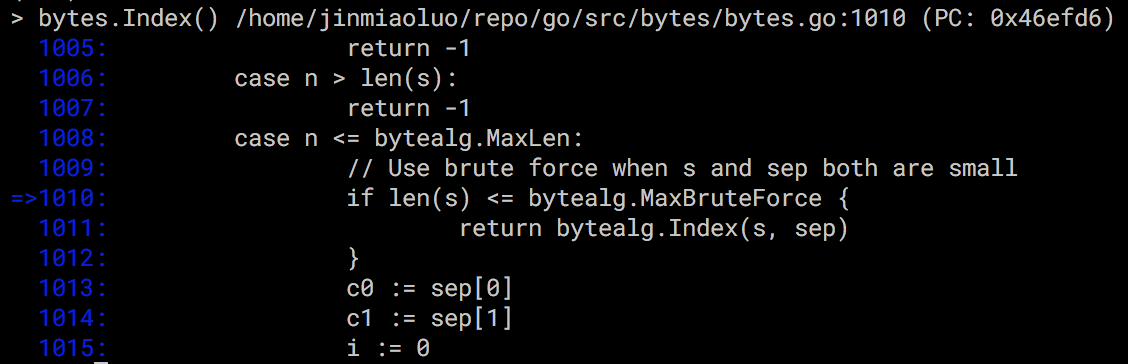 > bytes.Index() /home/jinmiaoluo/repo/go/src/bytes/bytes.go:1010 (PC: 0x46efd6)
  1005:                 return -1
  1006:         case n > len(s):
  1007:                 return -1
  1008:         case n <= bytealg.MaxLen:
  1009:                 // Use brute force when s and sep both are small
=>1010:                 if len(s) <= bytealg.MaxBruteForce {
  1011:                         return bytealg.Index(s, sep)
  1012:                 }
  1013:                 c0 := sep[0]
  1014:                 c1 := sep[1]
  1015:                 i := 0